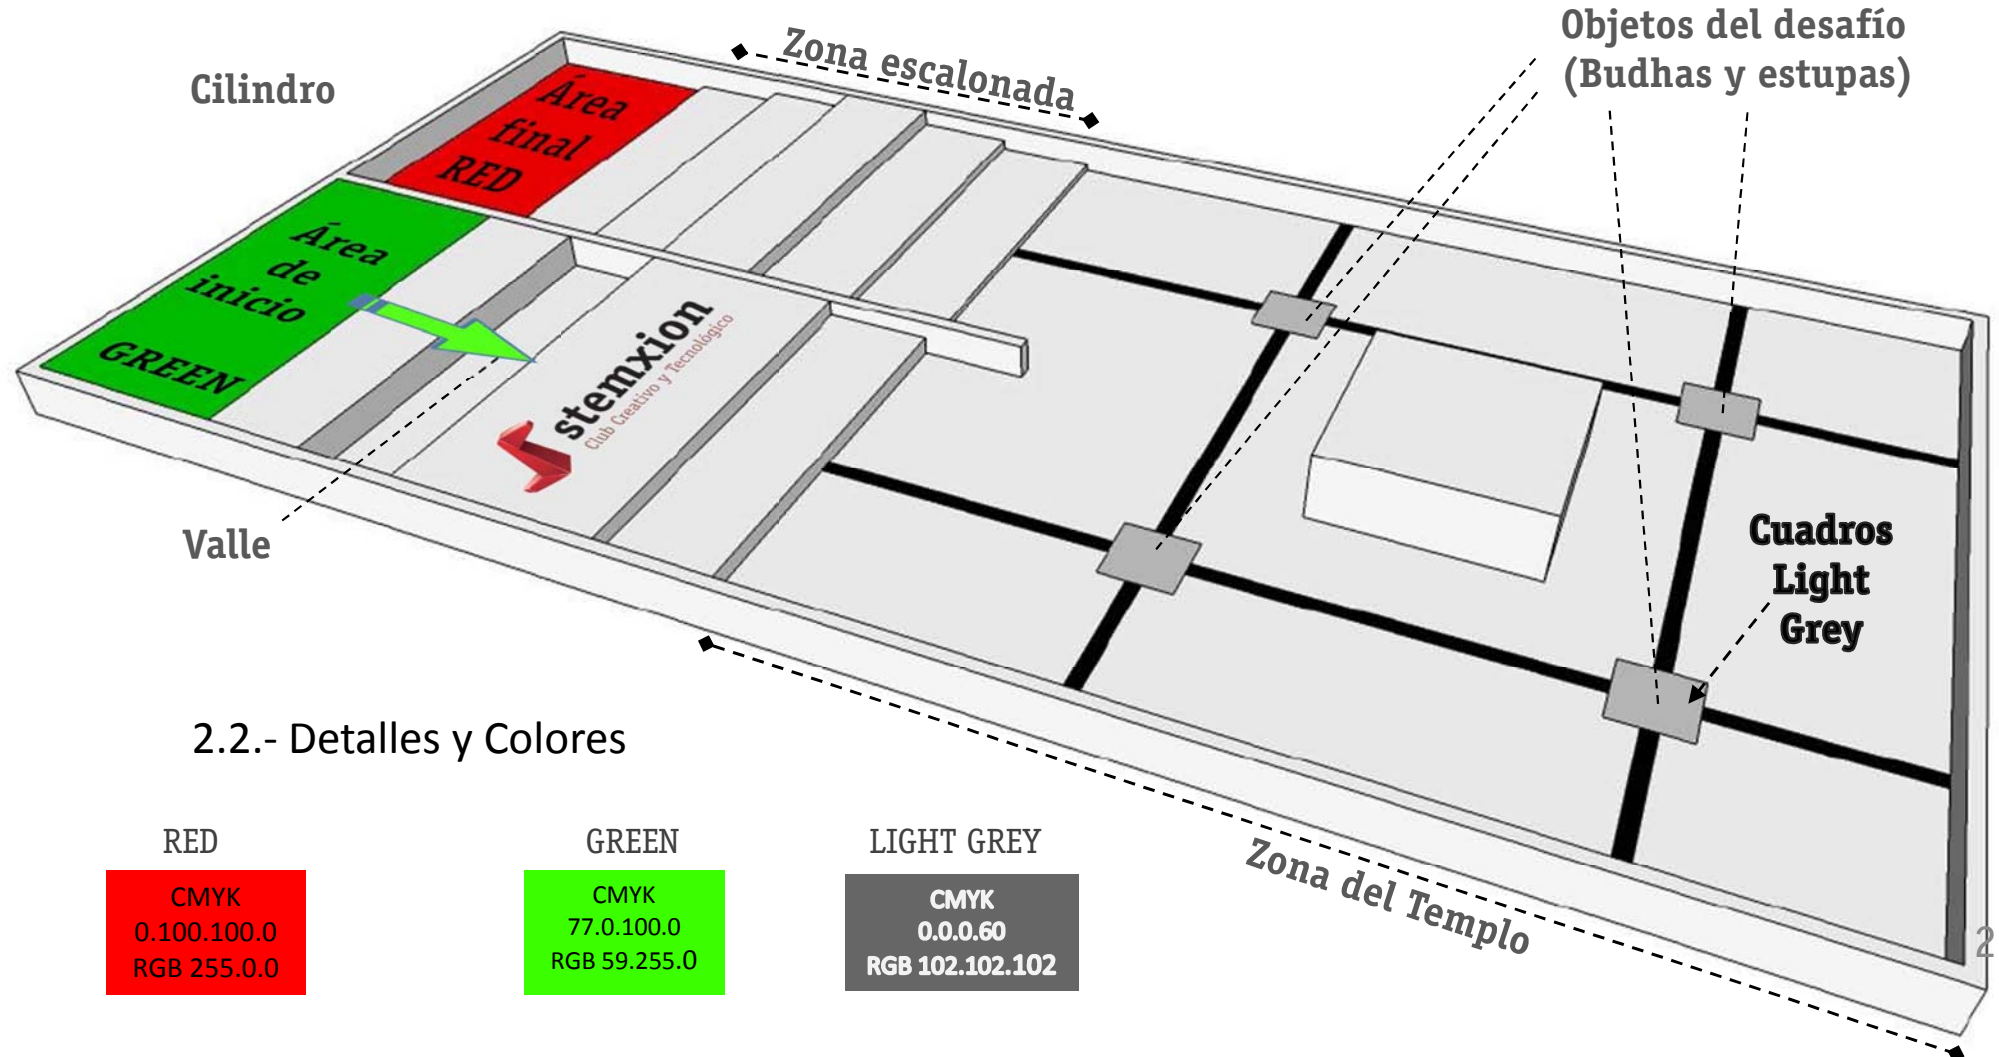 Objetos del desafío
(Budhas y estupas)
Zona escalonada
Cilindro
Área
final
RED
Área
de
inicio
GREEN
stemxion
Club Creativo y Tecnológico
Valle
Cuadros
Light
Grey
2.2.- Detalles y Colores
Zona del Templo
RED
CMYK
0.100.100.0
RGB 255.0.0
GREEN
CMYK
77.0.100.0
RGB 59.255.0
LIGHT GREY
CMYK
0.0.0.60
RGB 102.102.102
2